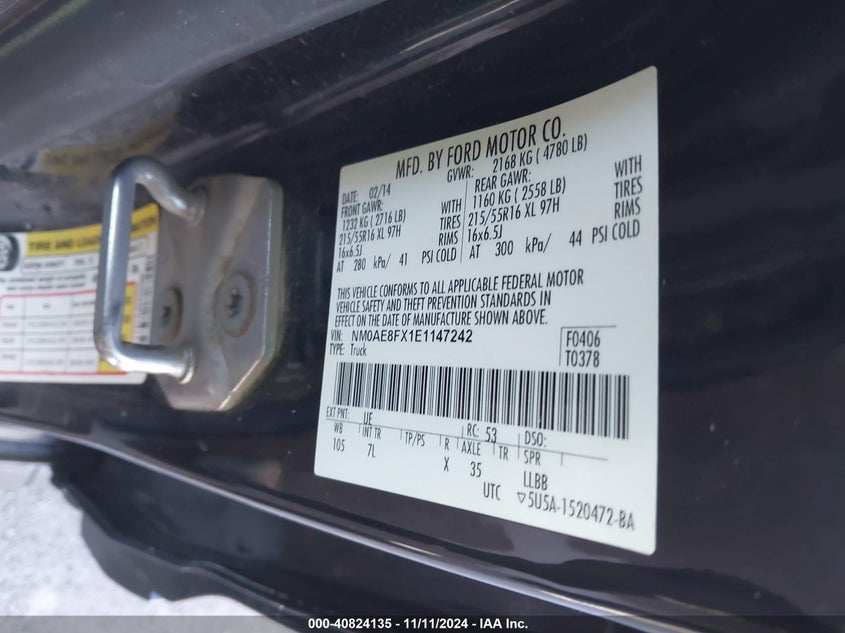 MFD. BY FORD MOTOR CO.
DATE: 02/14 GVWR: 2168 KG ( 4780 LB)
FRONT GAWR: REAR GAWR: WITH
1232 KG ( 2716 LB) WITH 1160 KG ( 2558 LB) TIRES
215/55R16 XL 97H TIRES 215/55R16 XL 97H RIMS
16x6.5J RIMS 16x6.5J
AT 280 kPa/ 41 PSI COLD AT 300 kPa/ 44 PSI COLD
THIS VEHICLE CONFORMS TO ALL APPLICABLE FEDERAL MOTOR
VEHICLE SAFETY AND THEFT PREVENTION STANDARDS IN
EFFECT ON THE DATE OF MANUFACTURE SHOWN ABOVE.
VIN: NM0AE8FX1E1147242 F0406
TYPE: Truck T0378
EXT PNT: UE RC: 53 DSO:
WB INT TR TP/PS R AXLE TR SPR
105 7L X 35 LLBB
UTC ▽5U5A-1520472-BA
TIRE AND LOAD
000-40824135 - 11/11/2024 - IAA Inc.